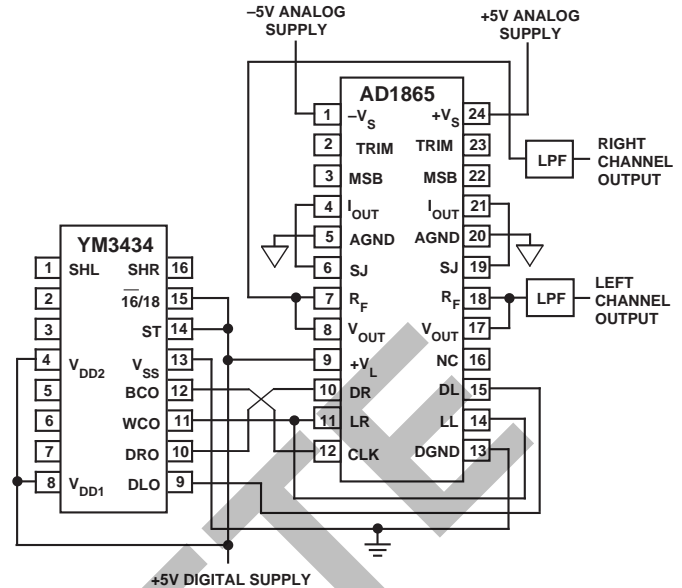 –5V ANALOG
SUPPLY
+5V ANALOG
SUPPLY
AD1865
1 –VS
+VS 24
2 TRIM
TRIM 23
3 MSB
MSB 22
4 IOUT
IOUT 21
5 AGND
AGND 20
6 SJ
SJ 19
7 RF
RF 18
8 VOUT
VOUT 17
9 +VL
NC 16
10 DR
DL 15
11 LR
LL 14
12 CLK
DGND 13
LPF
RIGHT
CHANNEL
OUTPUT
LPF
LEFT
CHANNEL
OUTPUT
YM3434
1 SHL
SHR 16
2
16/18 15
3
ST 14
4 VDD2
VSS 13
5
BCO 12
6
WCO 11
7
DRO 10
8 VDD1
DLO 9
+5V DIGITAL SUPPLY